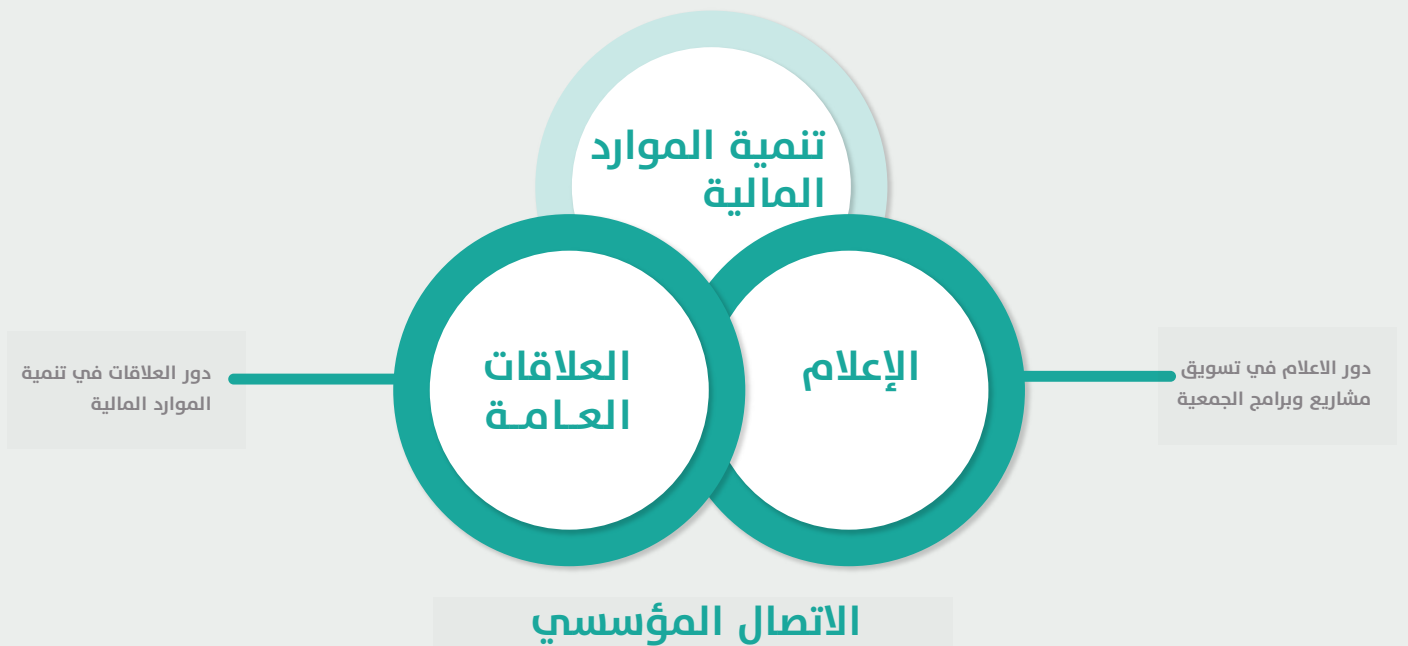 تنمية الموارد
المالية
الإعلام
العلاقات
العـامـة
دور الاعلام في تسويق
مشاريع وبرامج الجمعية
دور العلاقات في تنمية
الموارد المالية
الاتصال المؤسسي